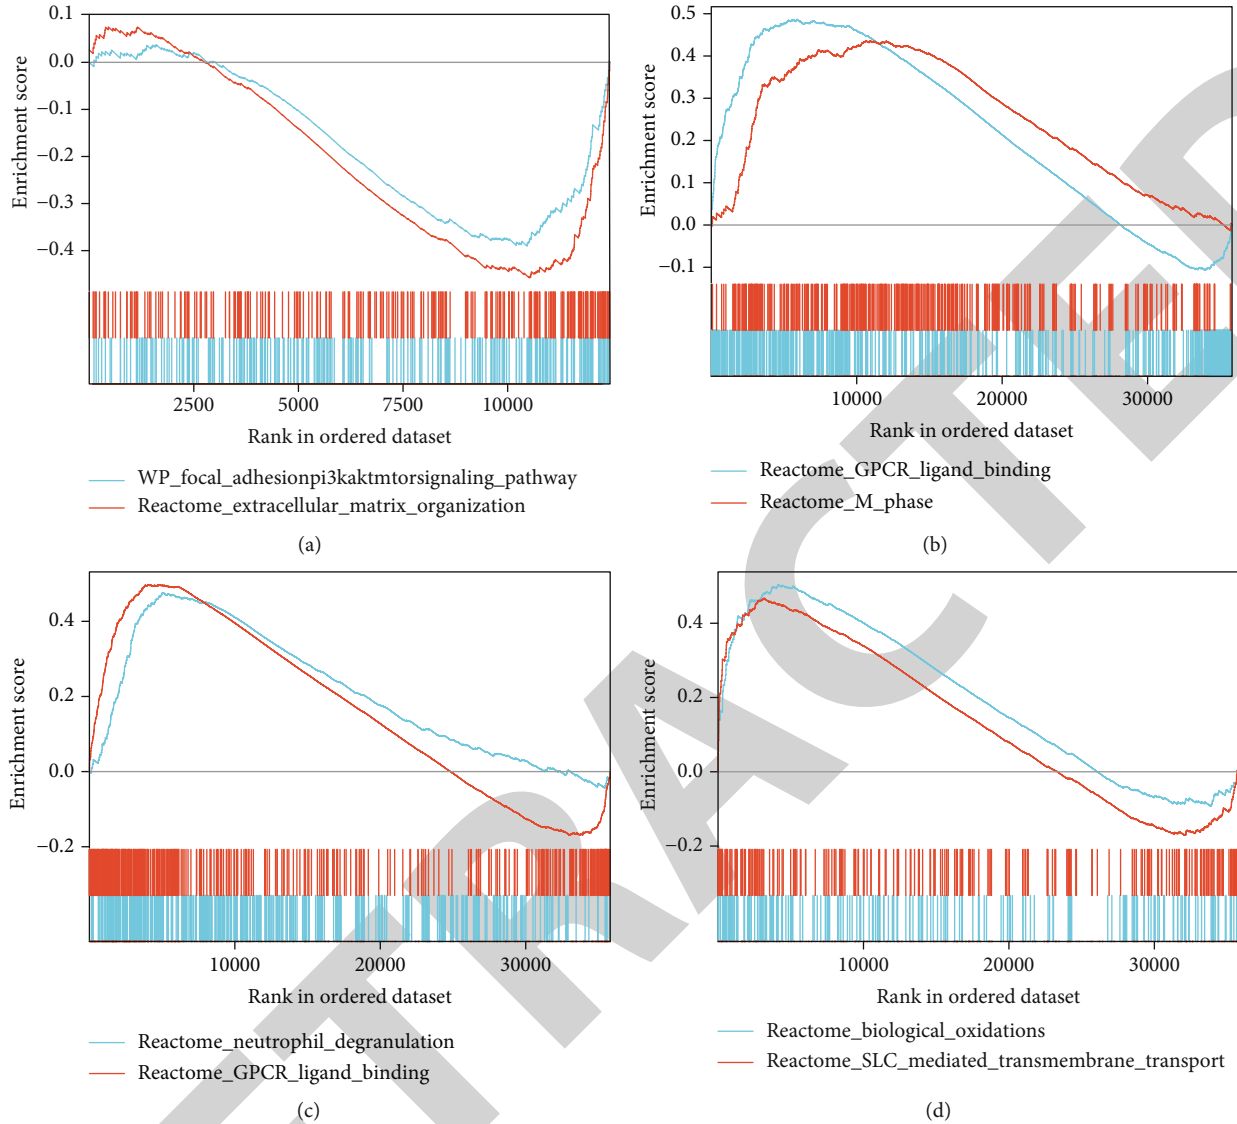 0.1
0.0
−0.1
−0.2
−0.3
−0.4
Enrichment score
2500
5000
7500
10000
Rank in ordered dataset
WP_focal_adhesionpi3kaktmtorsignaling_pathway
Reactome_extracellular_matrix_organization
(a)
0.5
0.4
0.3
0.2
0.1
0.0
−0.1
Enrichment score
10000
20000
30000
Rank in ordered dataset
Reactome_GPCR_ligand_binding
Reactome_M_phase
(b)
0.4
0.2
0.0
−0.2
Enrichment score
10000
20000
30000
Rank in ordered dataset
Reactome_neutrophil_degranulation
Reactome_GPCR_ligand_binding
(c)
0.4
0.2
0.0
−0.2
Enrichment score
10000
20000
30000
Rank in ordered dataset
Reactome_biological_oxidations
Reactome_SLC_mediated_transmembrane_transport
(d)
TRACTE